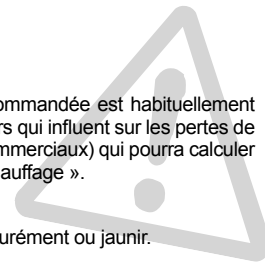 ommandée est habituellement
rs qui influent sur les pertes de
mmerciaux) qui pourra calculer
auffage ».
urément ou jaunir.